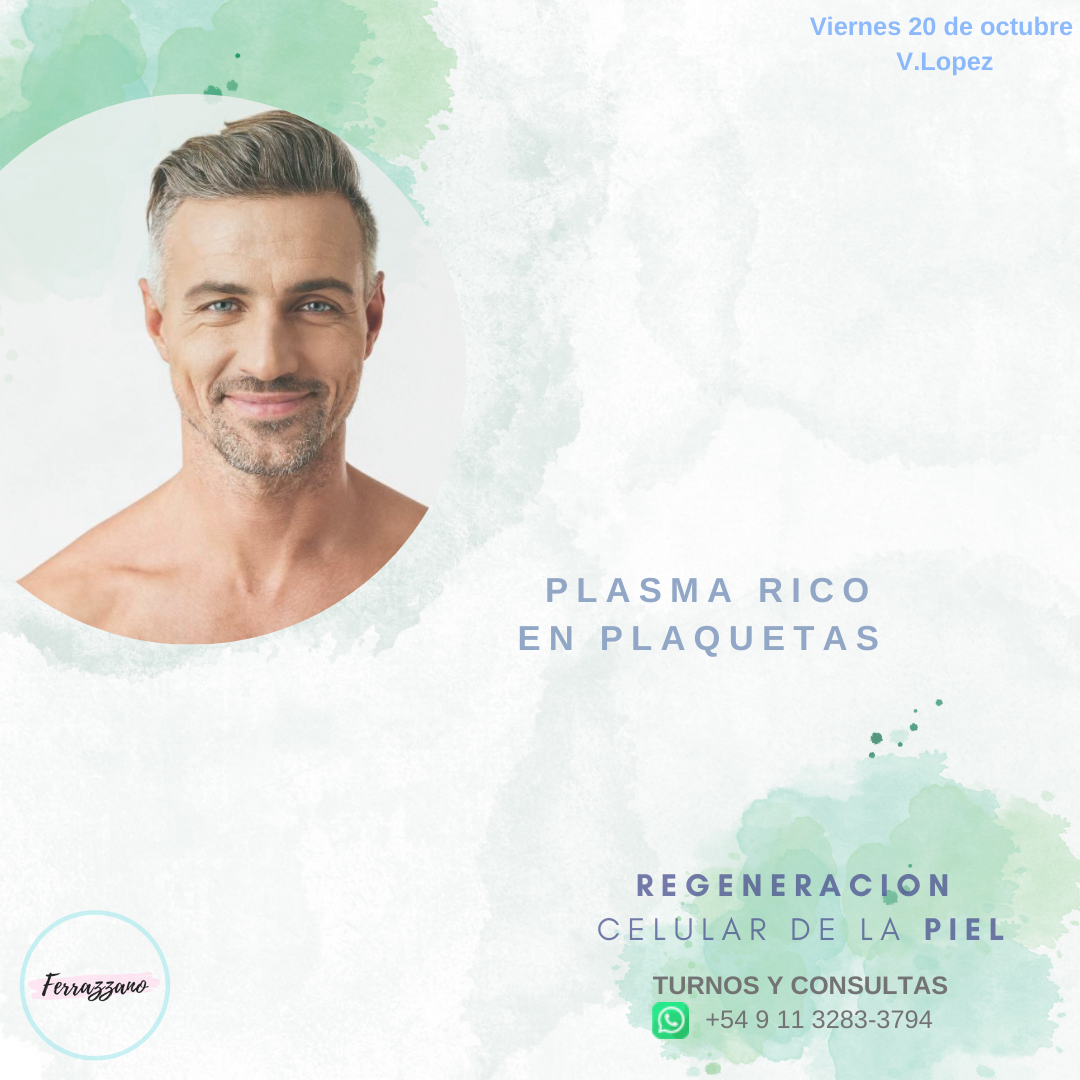 Viernes 20 de octubre
V.Lopez
PLASMA RICO
EN PLAQUETAS
REGENERACIÓN
CELULAR DE LA PIEL
TURNOS Y CONSULTAS
+54 9 11 3283-3794
Ferrazzano